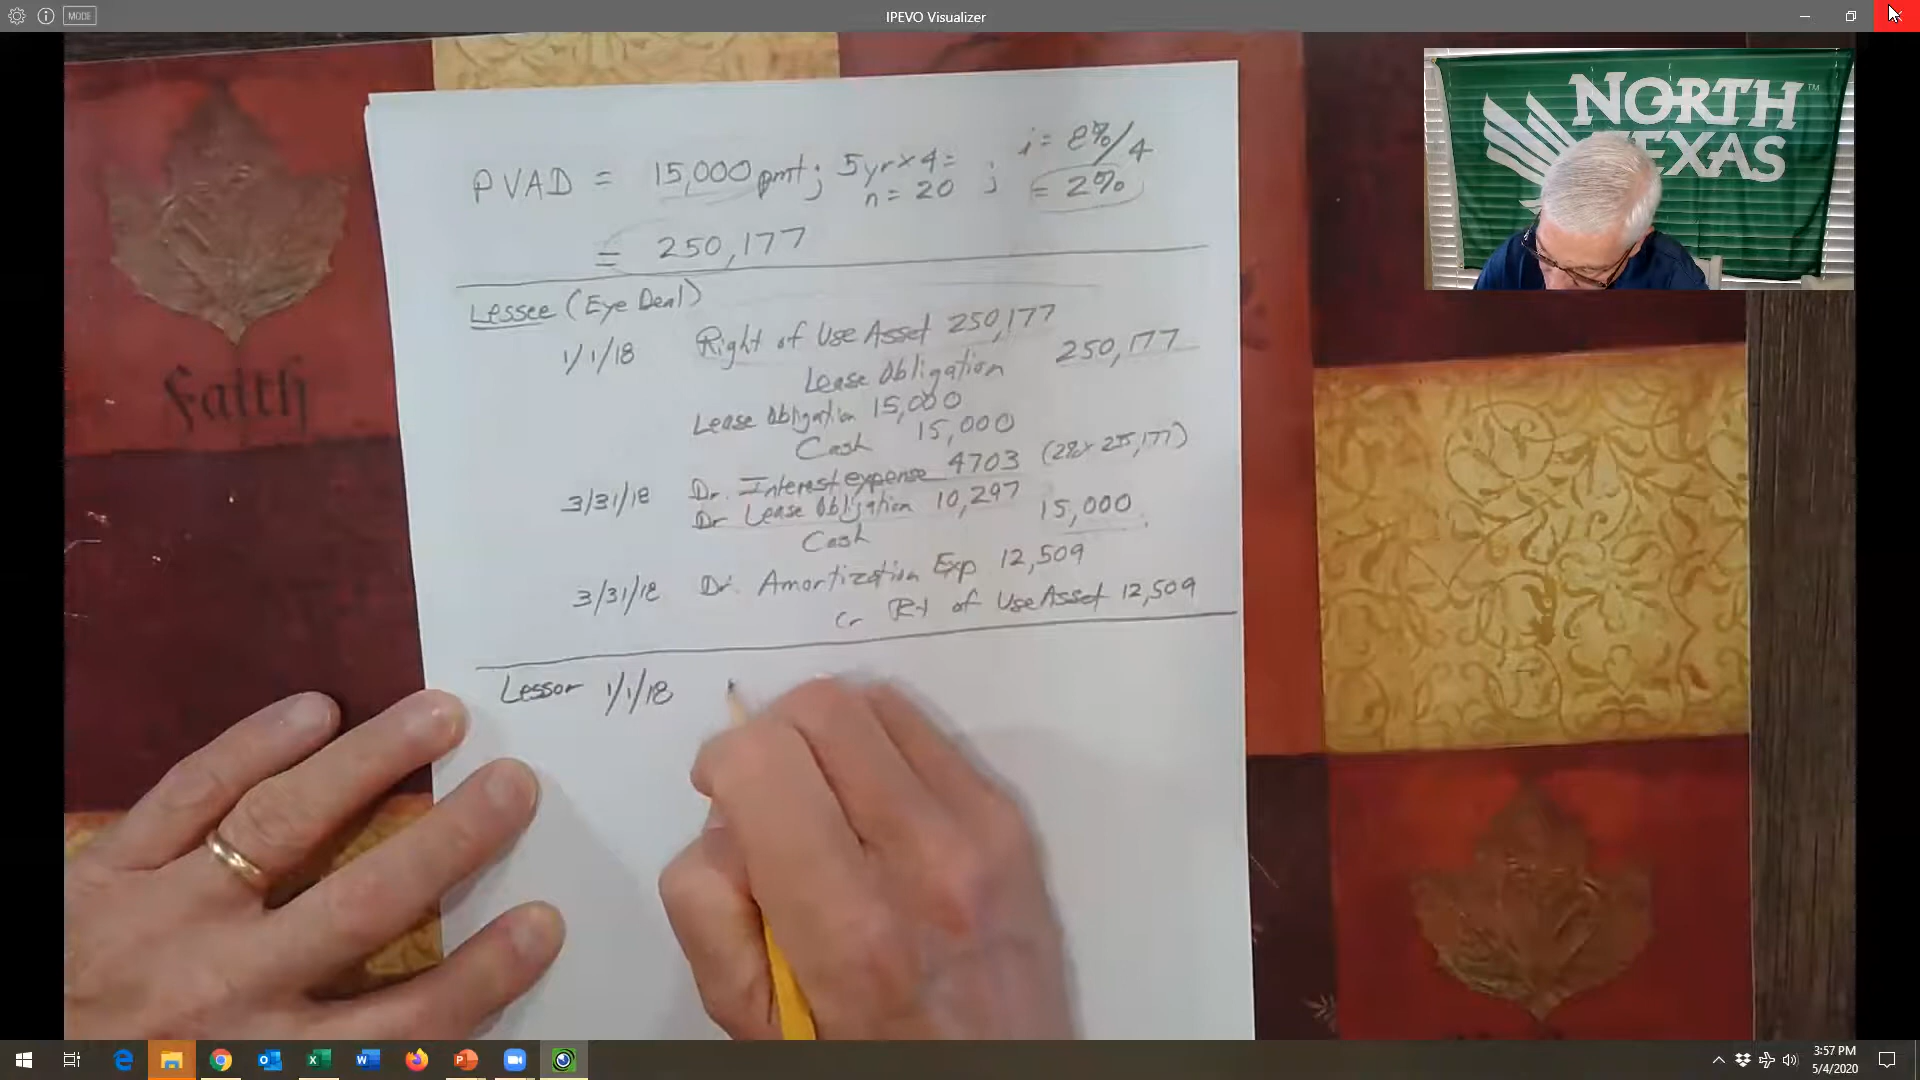 MODE
IPEVO Visualizer
NORTH
TEXAS
TM
Faith
PVAD = 15,000 pmt; 5yr×4= ; i = 8%/4
n = 20 = 2%
= 250,177
Lessee (Eye Deal)
1/1/18 Right of Use Asset 250,177
Lease Obligation 250,177
Lease Obligation 15,000
Cash 15,000
3/31/18 Dr. Interest expense 4703 (2%× 235,177)
Dr Lease Obligation 10,297
Cash 15,000
3/31/18 Dr. Amortization Exp 12,509
Cr Rt of Use Asset 12,509
Lessor 1/1/18
3:57 PM
5/4/2020